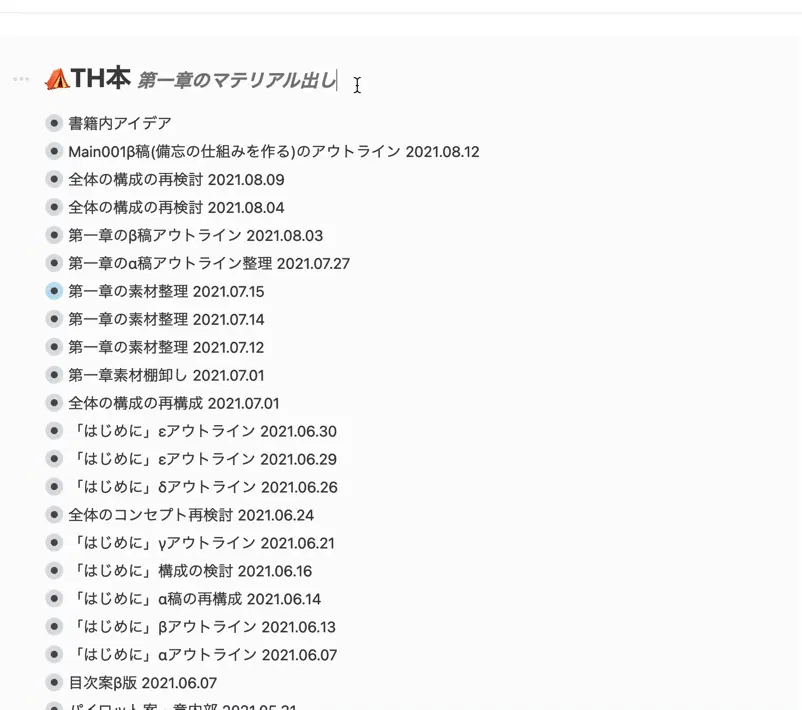 TH本 第一章のマテリアル出し
書籍内アイデア
Main001β稿(備忘の仕組みを作る)のアウトライン 2021.08.12
全体の構成の再検討 2021.08.09
全体の構成の再検討 2021.08.04
第一章のβ稿アウトライン 2021.08.03
第一章のα稿アウトライン整理 2021.07.27
第一章の素材整理 2021.07.15
第一章の素材整理 2021.07.14
第一章の素材整理 2021.07.12
第一章素材棚卸し 2021.07.01
全体の構成の再構成 2021.07.01
「はじめに」εアウトライン 2021.06.30
「はじめに」εアウトライン 2021.06.29
「はじめに」δアウトライン 2021.06.26
全体のコンセプト再検討 2021.06.24
「はじめに」γアウトライン 2021.06.21
「はじめに」構成の検討 2021.06.16
「はじめに」α稿の再構成 2021.06.14
「はじめに」βアウトライン 2021.06.13
「はじめに」αアウトライン 2021.06.07
目次案β版 2021.06.07
パイロット案・章内部 2021.05.31